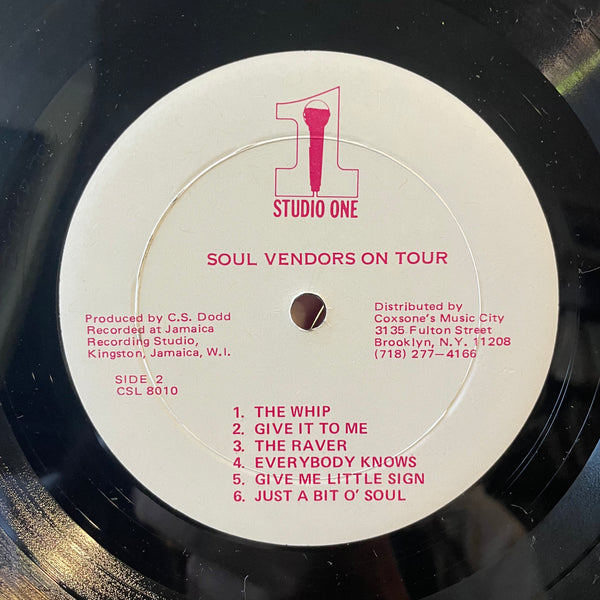 1
STUDIO ONE
SOUL VENDORS ON TOUR
Produced by C.S. Dodd
Recorded at Jamaica
Recording Studio,
Kingston, Jamaica, W.I.
Distributed by
Coxsone's Music City
3135 Fulton Street
Brooklyn, N.Y. 11208
(718) 277—4166
SIDE 2
CSL 8010
1. THE WHIP
2. GIVE IT TO ME
3. THE RAVER
4. EVERYBODY KNOWS
5. GIVE ME LITTLE SIGN
6. JUST A BIT O' SOUL